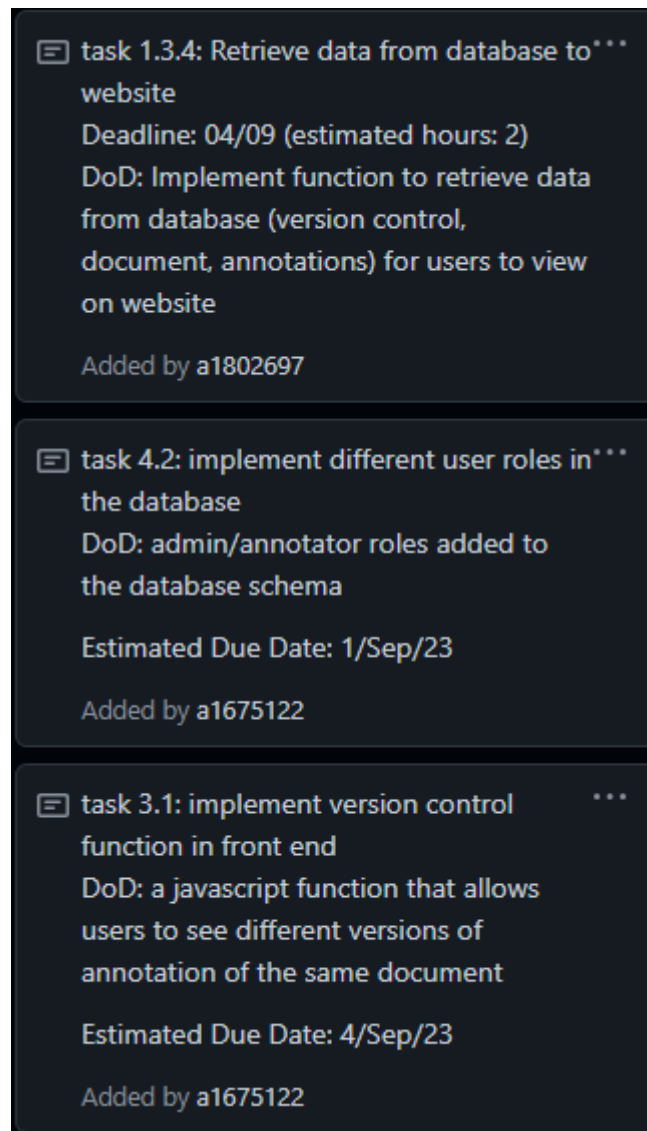 task 1.3.4: Retrieve data from database to
website
Deadline: 04/09 (estimated hours: 2)
DoD: Implement function to retrieve data
from database (version control,
document, annotations) for users to view
on website
Added by a1802697
task 4.2: implement different user roles in
the database
DoD: admin/annotator roles added to
the database schema
Estimated Due Date: 1/Sep/23
Added by a1675122
task 3.1: implement version control
function in front end
DoD: a javascript function that allows
users to see different versions of
annotation of the same document
Estimated Due Date: 4/Sep/23
Added by a1675122